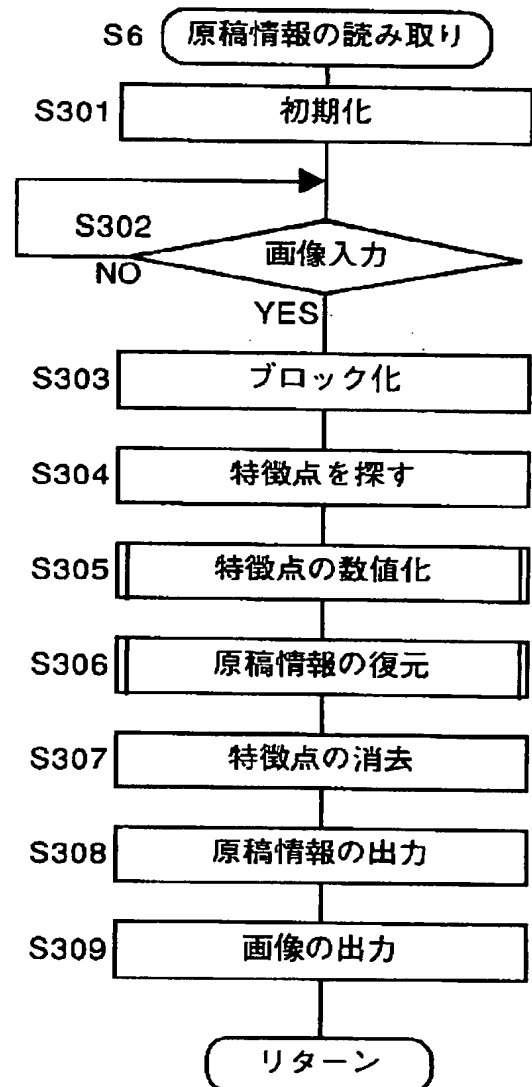 S6 原稿情報の読み取り
S301 初期化
S302
画像入力
NO
YES
S303 ブロック化
S304 特徴点を探す
S305 特徴点の数値化
S306 原稿情報の復元
S307 特徴点の消去
S308 原稿情報の出力
S309 画像の出力
リターン